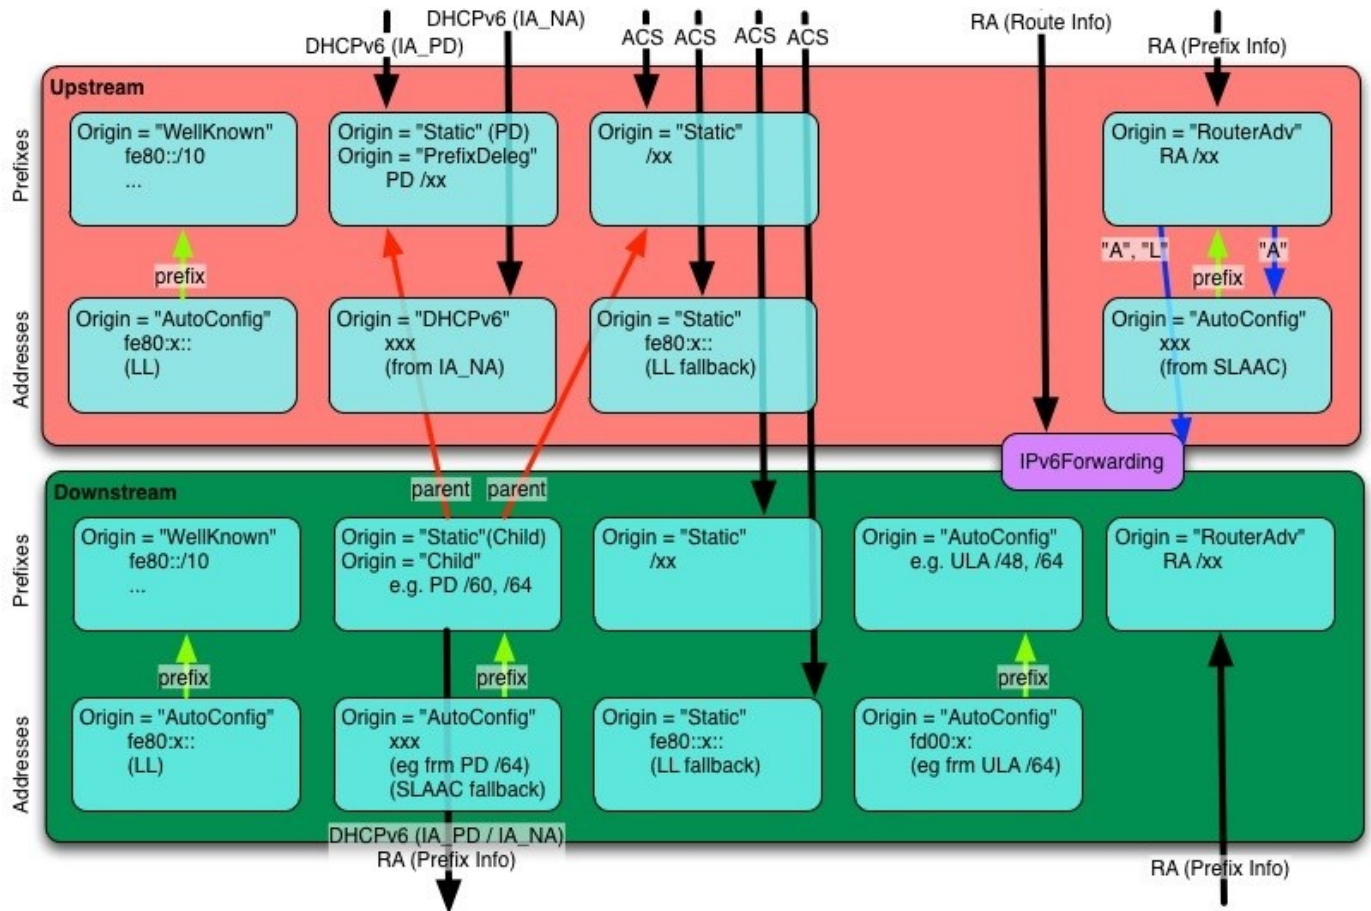 DHCPv6 (IA_NA)
DHCPv6 (IA_PD)
ACS
ACS
ACS
ACS
RA (Route Info)
RA (Prefix Info)
Upstream
Prefixes
Origin = "WellKnown"
fe80::/10
...
Origin = "Static" (PD)
Origin = "PrefixDeleg"
PD /xx
Origin = "Static"
/xx
Origin = "RouterAdv"
RA /xx
prefix
"A", "L"
prefix
"A"
Addresses
Origin = "AutoConfig"
fe80:x::
(LL)
Origin = "DHCPv6"
xxx
(from IA_NA)
Origin = "Static"
fe80:x::
(LL fallback)
Origin = "AutoConfig"
xxx
(from SLAAC)
IPv6Forwarding
Downstream
parent
parent
Prefixes
Origin = "WellKnown"
fe80::/10
...
Origin = "Static"(Child)
Origin = "Child"
e.g. PD /60, /64
Origin = "Static"
/xx
Origin = "AutoConfig"
e.g. ULA /48, /64
Origin = "RouterAdv"
RA /xx
prefix
prefix
prefix
Addresses
Origin = "AutoConfig"
fe80:x::
(LL)
Origin = "AutoConfig"
xxx
(eg frm PD /64)
(SLAAC fallback)
Origin = "Static"
fe80::x::
(LL fallback)
Origin = "AutoConfig"
fd00:x:
(eg frm ULA /64)
DHCPv6 (IA_PD / IA_NA)
RA (Prefix Info)
RA (Prefix Info)